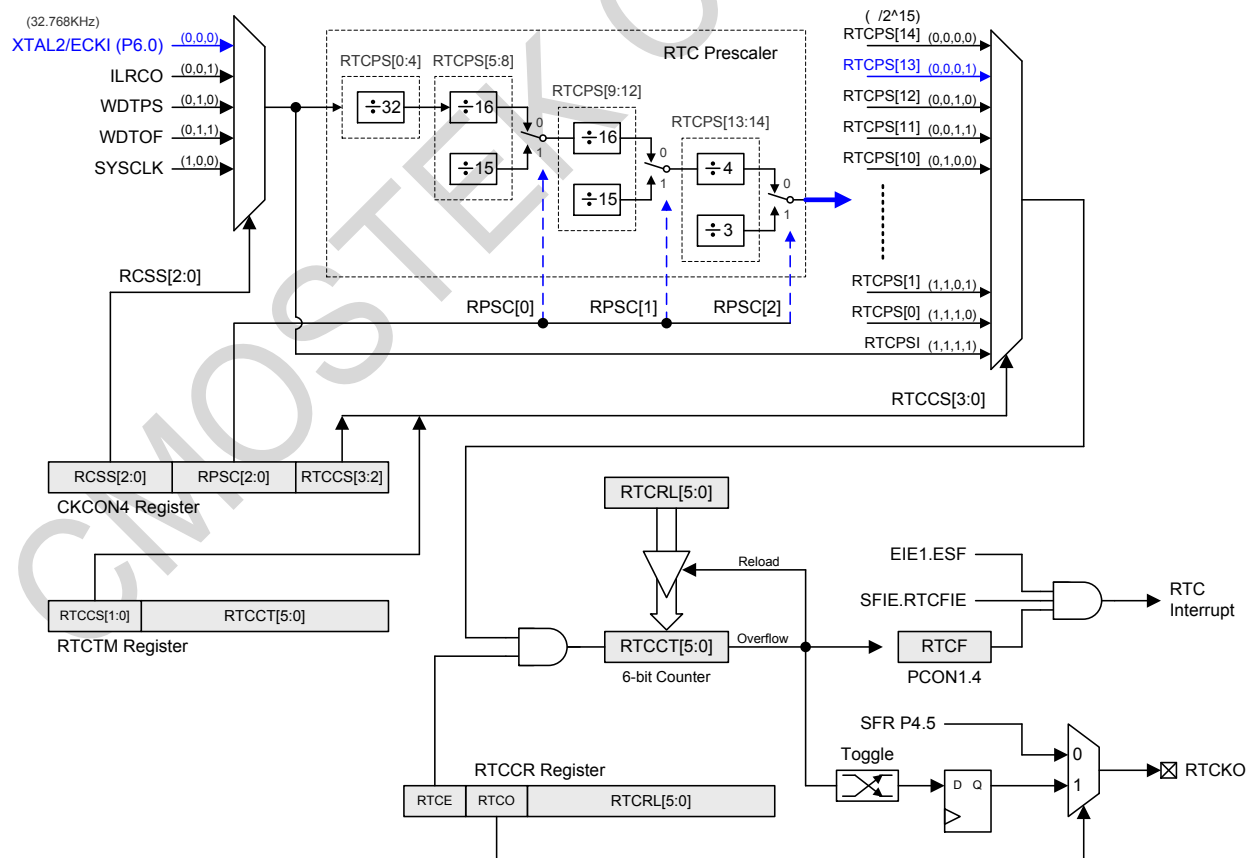 (32.768KHz)
XTAL2/ECKI (P6.0) (0,0,0)
ILRCO (0,0,1)
WDTPS (0,1,0)
WDTOF (0,1,1)
SYSCLK (1,0,0)
RCSS[2:0]
RTC Prescaler
RTCPS[0:4]
÷32
RTCPS[5:8]
÷16
÷15
0
1
RTCPS[9:12]
÷16
÷15
0
1
RTCPS[13:14]
÷4
÷3
0
1
RPSC[0]
RPSC[1]
RPSC[2]
( /2^15)
RTCPS[14] (0,0,0,0)
RTCPS[13] (0,0,0,1)
RTCPS[12] (0,0,1,0)
RTCPS[11] (0,0,1,1)
RTCPS[10] (0,1,0,0)
RTCPS[1] (1,1,0,1)
RTCPS[0] (1,1,1,0)
RTCPSI (1,1,1,1)
RTCCS[3:0]
RCSS[2:0] RPSC[2:0] RTCCS[3:2]
CKCON4 Register
RTCCS[1:0] RTCCT[5:0]
RTCTM Register
RTCRL[5:0]
Reload
RTCCT[5:0]
Overflow
6-bit Counter
EIE1.ESF
SFIE.RTCFIE
RTCF
PCON1.4
RTC
Interrupt
SFR P4.5
Toggle
D Q
0
1
RTCKO
RTCCR Register
RTCE RTCO RTCRL[5:0]
CMOSTEK